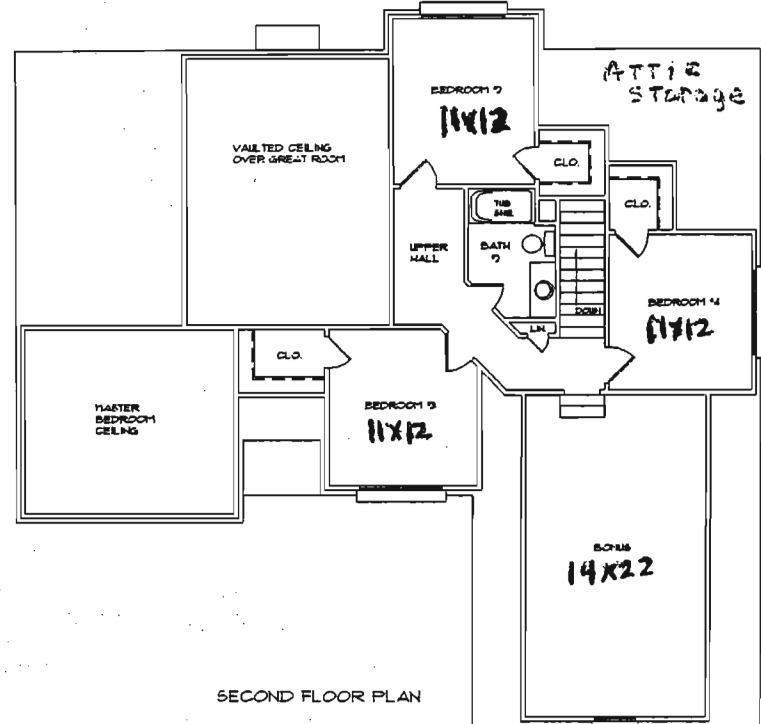 ATTIC
STORAGE
BEDROOM 2
11X12
VAULTED CEILING
OVER GREAT ROOM
CLO.
CLO.
TUB
SHR.
UPPER
HALL
BATH
2
DOWN
LIN.
BEDROOM #4
11X12
CLO.
MASTER
BEDROOM
CEILING
BEDROOM 3
11X12
BONUS
14X22
SECOND FLOOR PLAN